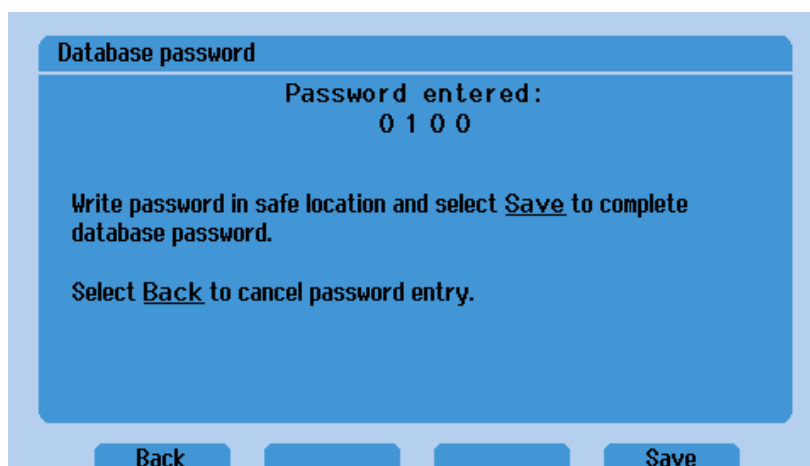 Database password
Password entered:
0 1 0 0
Write password in safe location and select Save to complete
database password.
Select Back to cancel password entry.
Back
Save